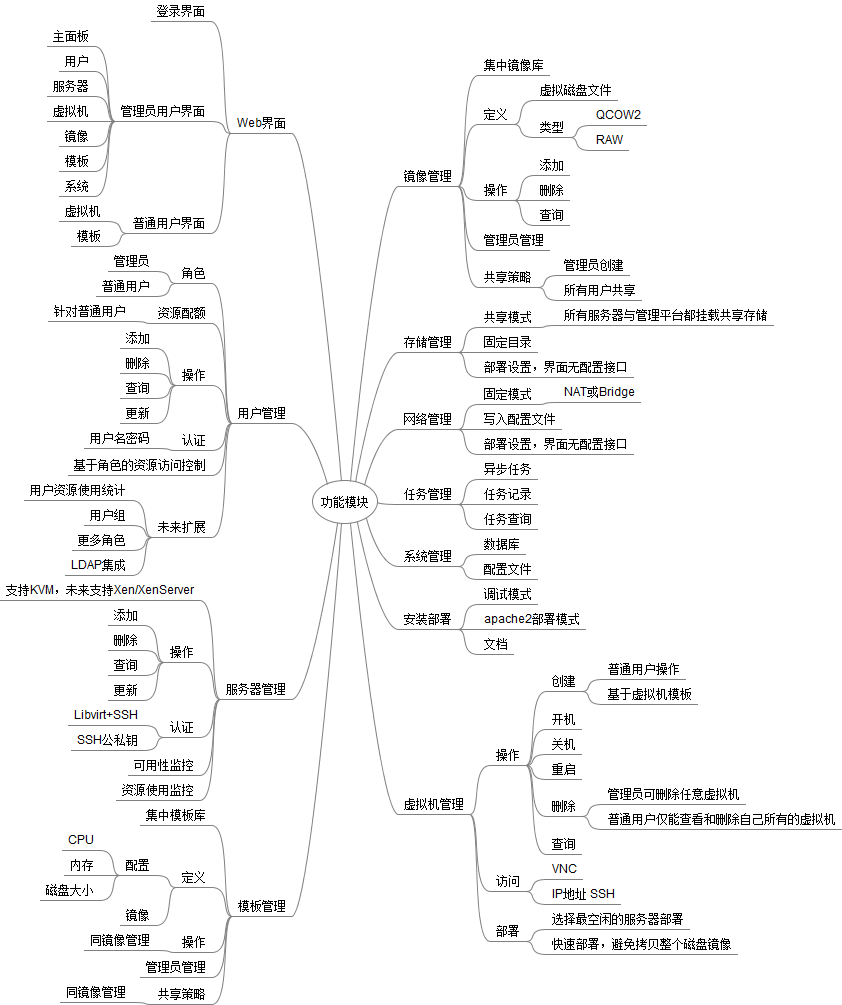 功能模块
Web界面
登录界面
管理员用户界面
主面板
用户
服务器
虚拟机
镜像
模板
系统
普通用户界面
虚拟机
模板
用户管理
角色
管理员
普通用户
资源配额
针对普通用户
操作
添加
删除
查询
更新
认证
用户名密码
基于角色的资源访问控制
未来扩展
用户资源使用统计
用户组
更多角色
LDAP集成
服务器管理
支持KVM，未来支持Xen/XenServer
操作
添加
删除
查询
更新
认证
Libvirt+SSH
SSH公私钥
可用性监控
资源使用监控
模板管理
集中模板库
定义
配置
CPU
内存
磁盘大小
镜像
操作
同镜像管理
管理员管理
共享策略
同镜像管理
镜像管理
集中镜像库
定义
虚拟磁盘文件
类型
QCOW2
RAW
操作
添加
删除
查询
管理员管理
共享策略
管理员创建
所有用户共享
存储管理
共享模式
所有服务器与管理平台都挂载共享存储
固定目录
部署设置，界面无配置接口
网络管理
固定模式
NAT或Bridge
写入配置文件
部署设置，界面无配置接口
任务管理
异步任务
任务记录
任务查询
系统管理
数据库
配置文件
安装部署
调试模式
apache2部署模式
文档
虚拟机管理
操作
创建
普通用户操作
基于虚拟机模板
开机
关机
重启
删除
管理员可删除任意虚拟机
普通用户仅能查看和删除自己所有的虚拟机
查询
访问
VNC
IP地址 SSH
部署
选择最空闲的服务器部署
快速部署，避免拷贝整个磁盘镜像